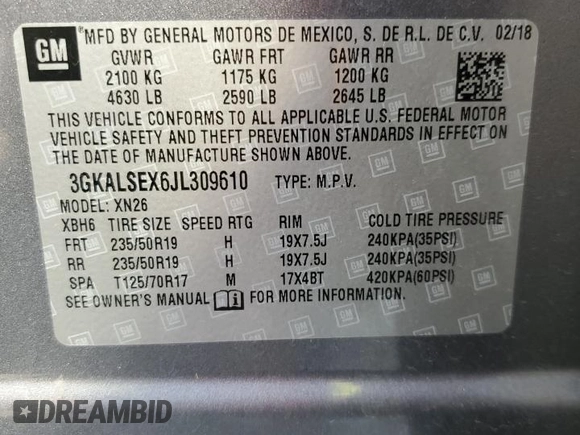 GM MFD BY GENERAL MOTORS DE MEXICO, S. DE R.L. DE C.V. 02/18
GVWR GAWR FRT GAWR RR
2100 KG 1175 KG 1200 KG
4630 LB 2590 LB 2645 LB
THIS VEHICLE CONFORMS TO ALL APPLICABLE U.S. FEDERAL MOTOR
VEHICLE SAFETY AND THEFT PREVENTION STANDARDS IN EFFECT ON
THE DATE OF MANUFACTURE SHOWN ABOVE.
3GKALSEX6JL309610 TYPE: M.P.V.
MODEL: XN26
XBH6 TIRE SIZE SPEED RTG RIM COLD TIRE PRESSURE
FRT 235/50R19 H 19X7.5J 240KPA(35PSI)
RR 235/50R19 H 19X7.5J 240KPA(35PSI)
SPA T125/70R17 M 17X4BT 420KPA(60PSI)
SEE OWNER'S MANUAL FOR MORE INFORMATION.
DREAMBID